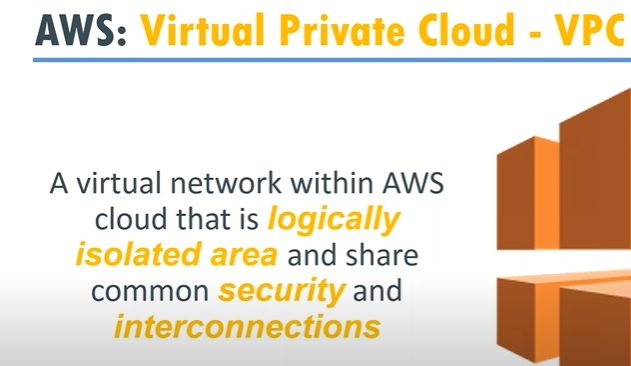 AWS: Virtual Private Cloud - VPC
A virtual network within AWS
cloud that is logically
isolated area and share
common security and
interconnections